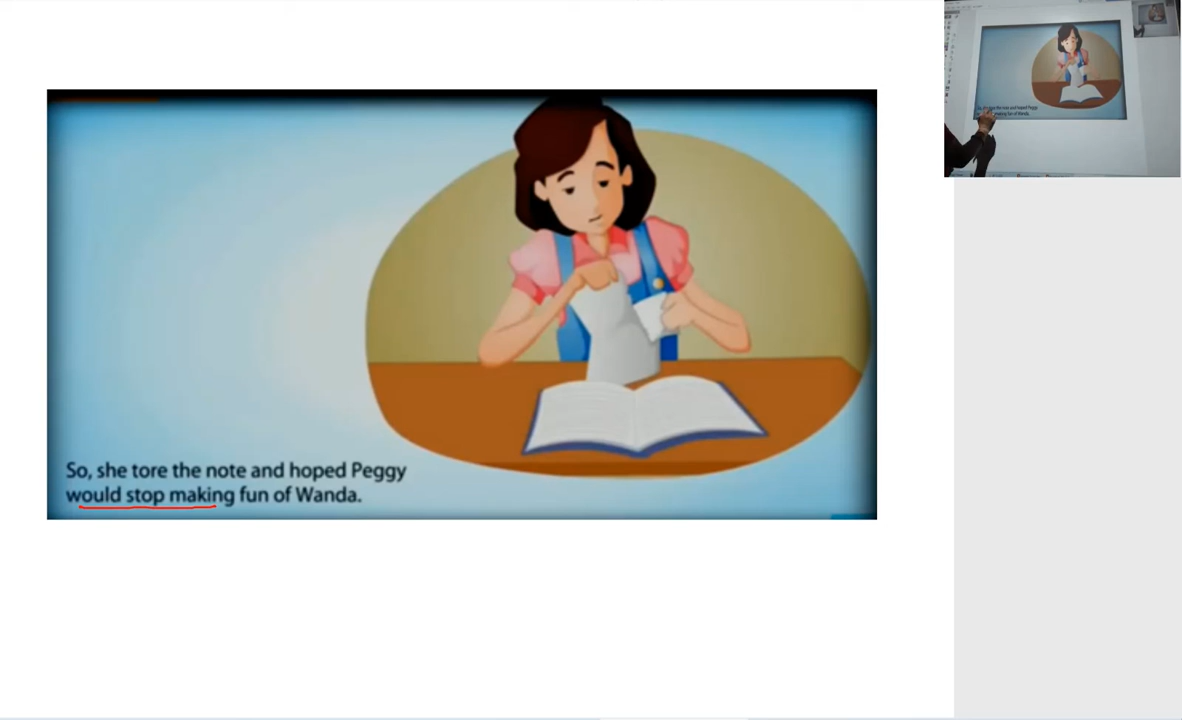 So, she tore the note and hoped Peggy
would stop making fun of Wanda.